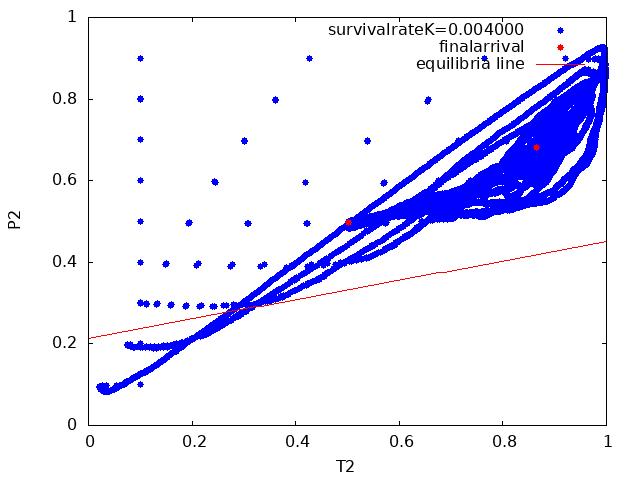 survivalrateK=0.004000
finalarrival
equilibria line
1
0.8
0.6
0.4
0.2
0
P2
0 0.2 0.4 0.6 0.8 1
T2